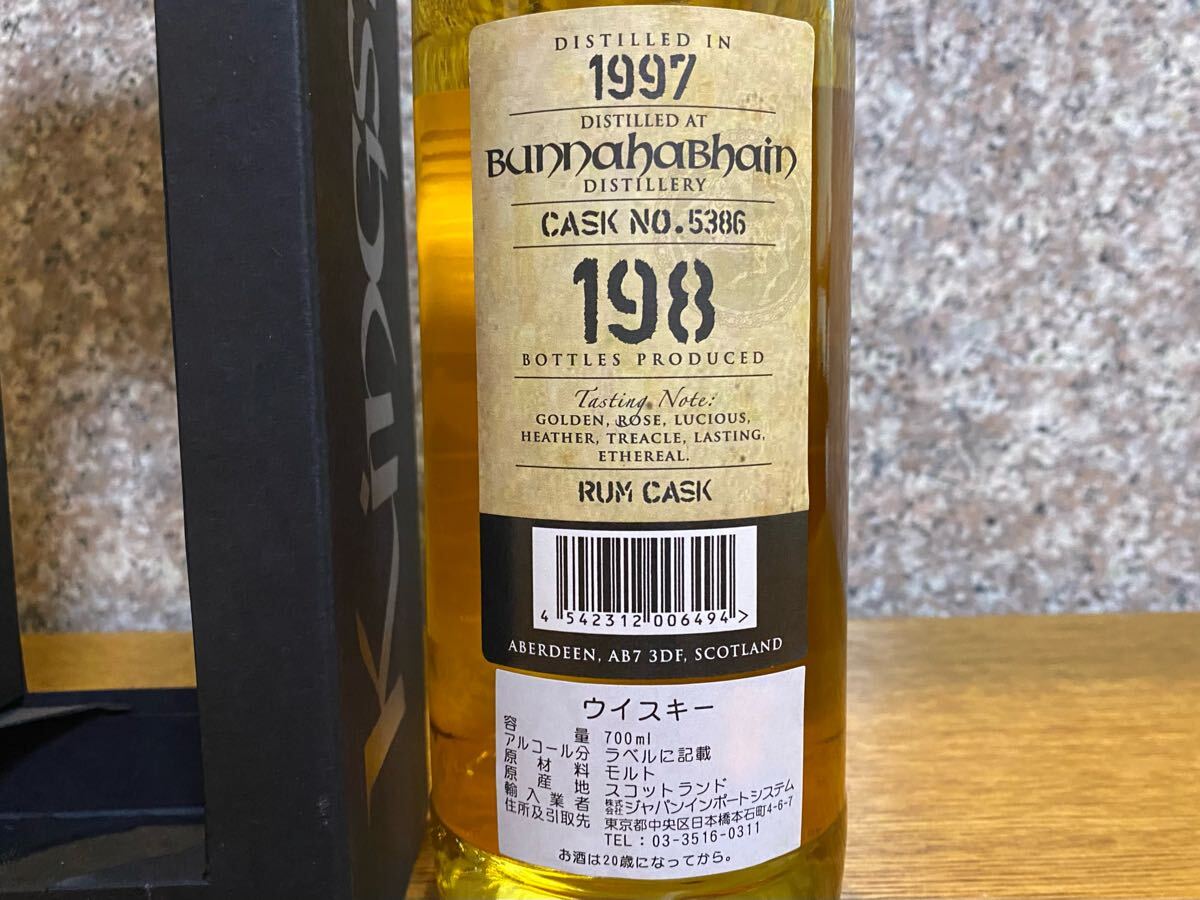 DISTILLED IN
1997
DISTILLED AT
Bunnahabhain
DISTILLERY
CASK NO.5386
198
BOTTLES PRODUCED
Tasting Note:
GOLDEN, ROSE, LUCIOUS,
HEATHER, TREACLE, LASTING,
ETHEREAL.
RUM CASK
4 542312 006494 >
ABERDEEN, AB7 3DF, SCOTLAND
ウイスキー
容量 700ml
アルコール分 ラベルに記載
原材料 モルト
原産地 スコットランド
輸入業者 株式会社ジャパンインポートシステム
住所及引取先 東京都中央区日本橋本石町4-6-7
TEL：03-3516-0311
お酒は20歳になってから。